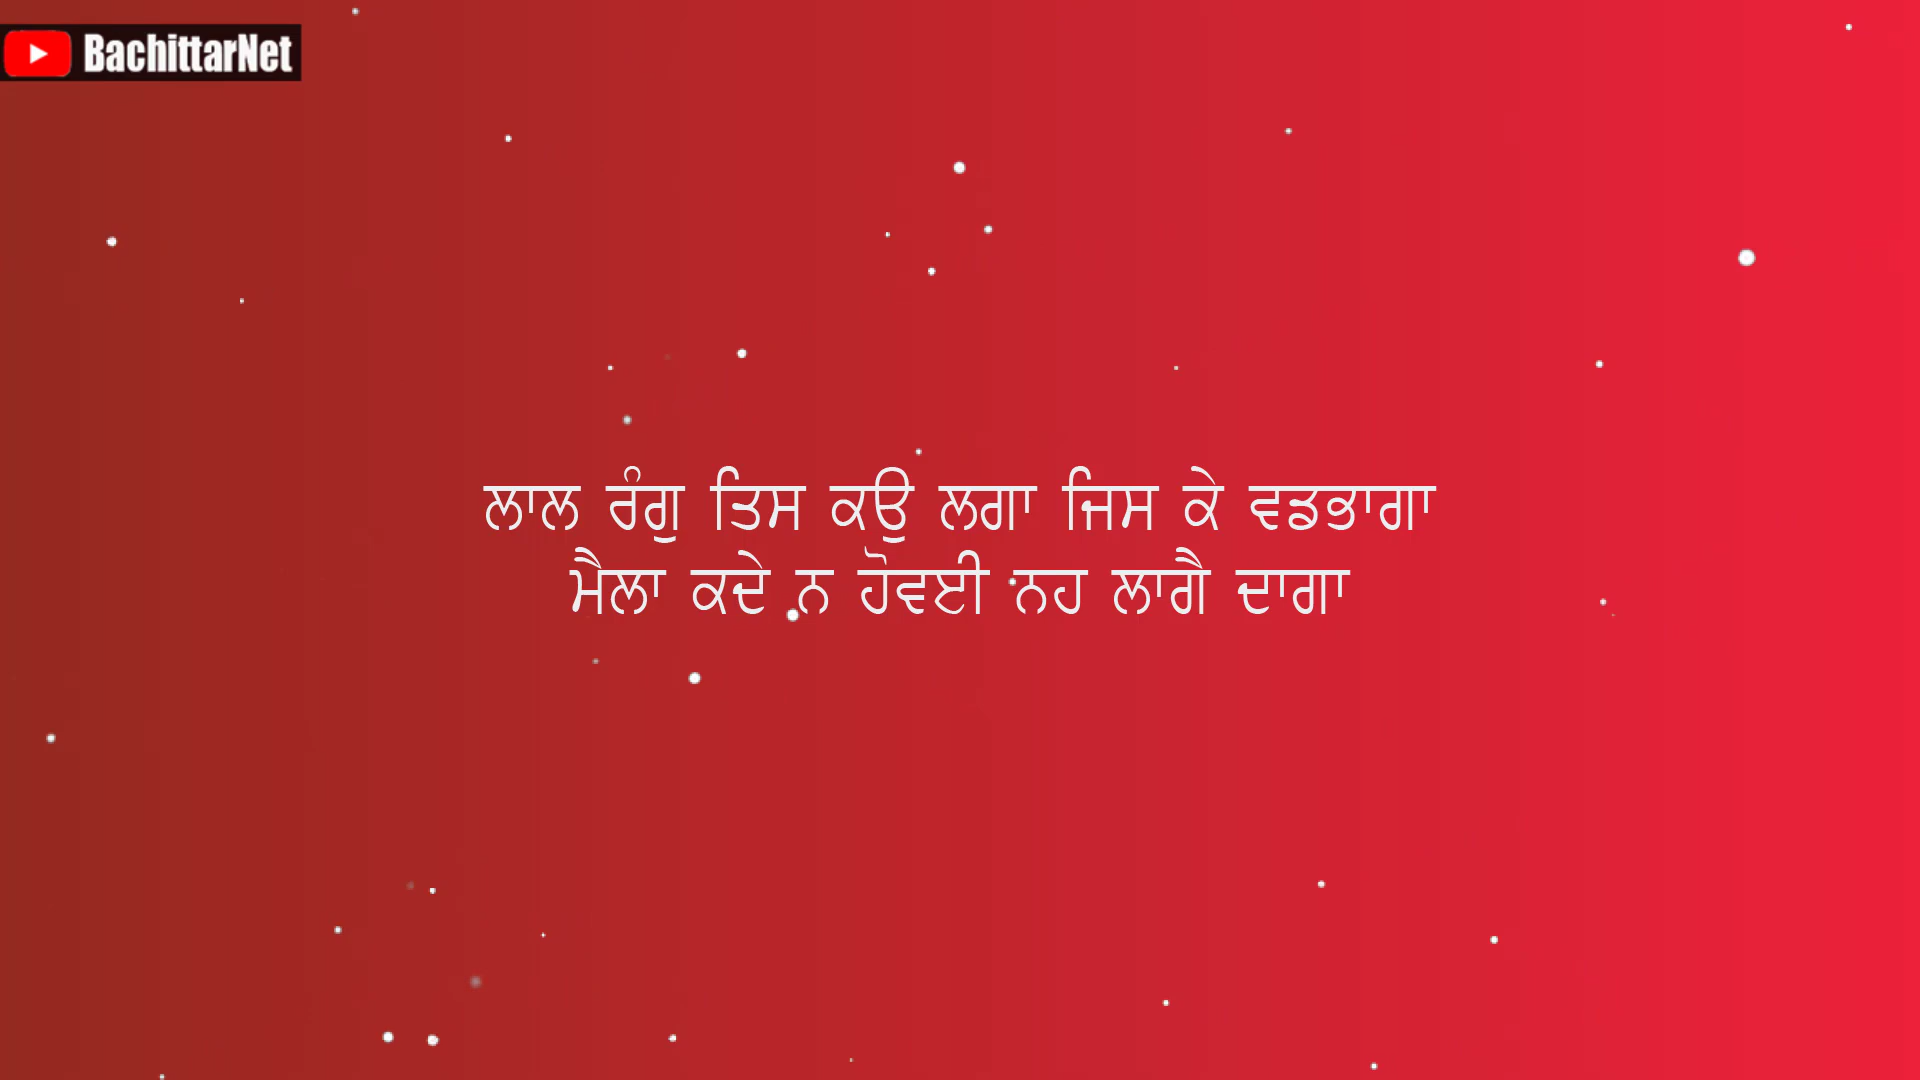 BachittarNet
ਲਾਲ ਰੰਗੁ ਤਿਸ ਕਉ ਲਗਾ ਜਿਸ ਕੇ ਵਡਭਾਗਾ
ਮੈਲਾ ਕਦੇ ਨ ਹੋਵਈ ਨਹ ਲਾਗੈ ਦਾਗਾ